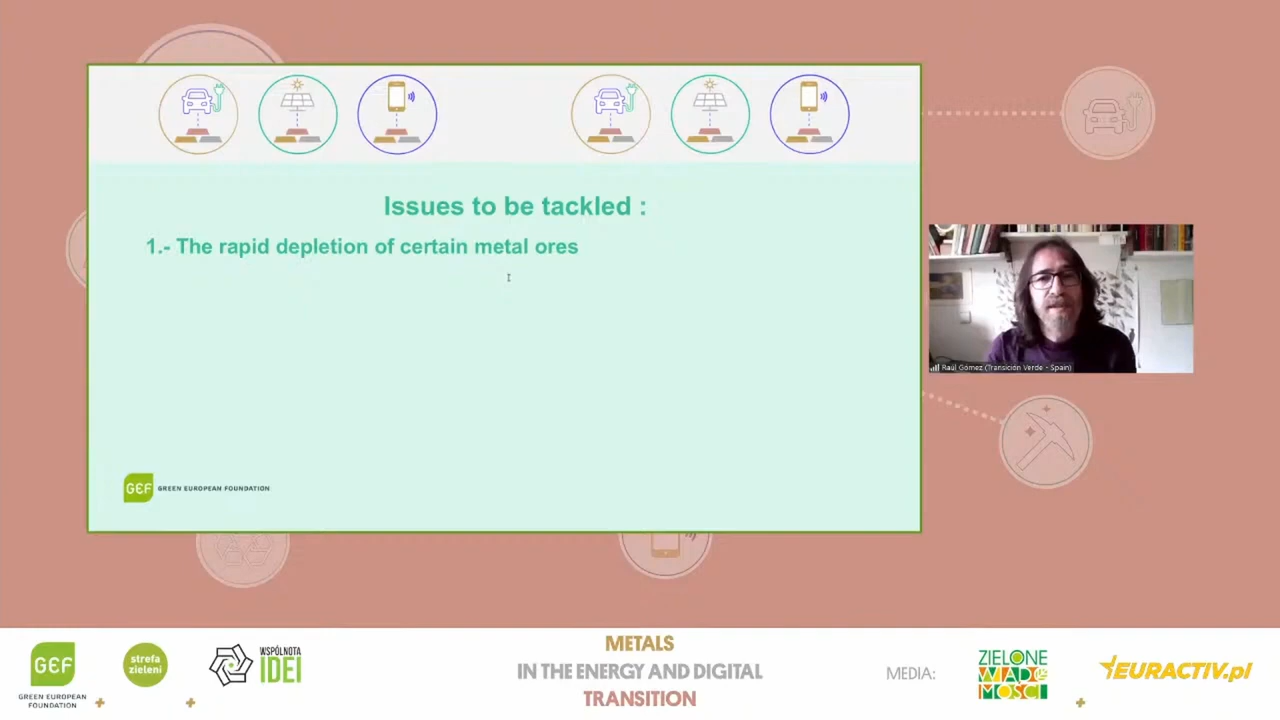 Issues to be tackled :
1.- The rapid depletion of certain metal ores
GEF GREEN EUROPEAN FOUNDATION
Raúl Gómez (Transición Verde - Spain)
GEF
GREEN EUROPEAN
FOUNDATION
strefa
zieleni
WSPÓLNOTA
IDEI
METALS
IN THE ENERGY AND DIGITAL
TRANSITION
MEDIA:
ZIELONE
WIADO
MOŚCI
EURACTIV.pl